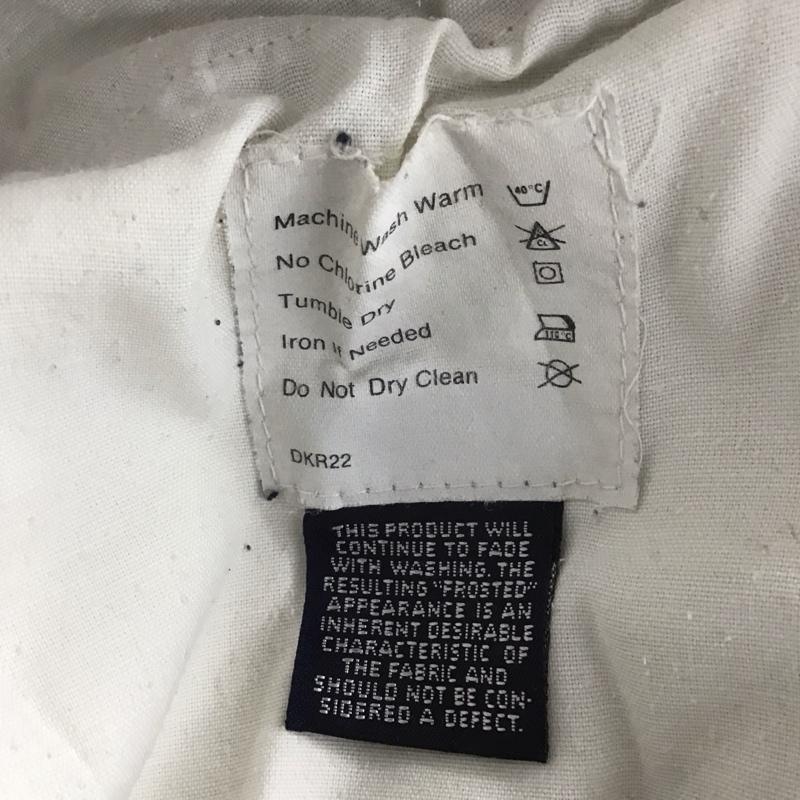 Machine Wash Warm 40°C
No Chlorine Bleach CL
Tumble Dry
Iron If Needed 110°C
Do Not Dry Clean
DKR22
THIS PRODUCT WILL
CONTINUE TO FADE
WITH WASHING. THE
RESULTING "FROSTED"
APPEARANCE IS AN
INHERENT DESIRABLE
CHARACTERISTIC OF
THE FABRIC AND
SHOULD NOT BE CON-
SIDERED A DEFECT.